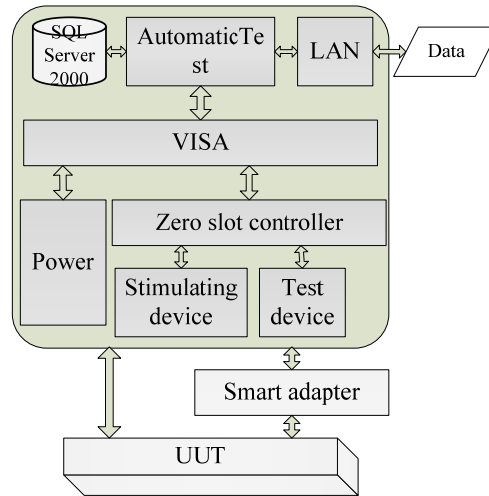 SQL
Server
2000
AutomaticTe
st
LAN
Data
VISA
Power
Zero slot controller
Stimulating
device
Test
device
Smart adapter
UUT